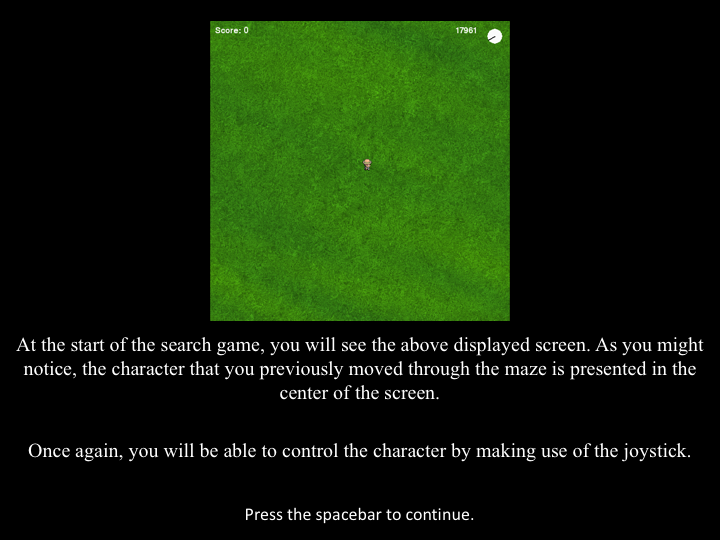 Score: 0
17961
At the start of the search game, you will see the above displayed screen. As you might
notice, the character that you previously moved through the maze is presented in the
center of the screen.
Once again, you will be able to control the character by making use of the joystick.
Press the spacebar to continue.